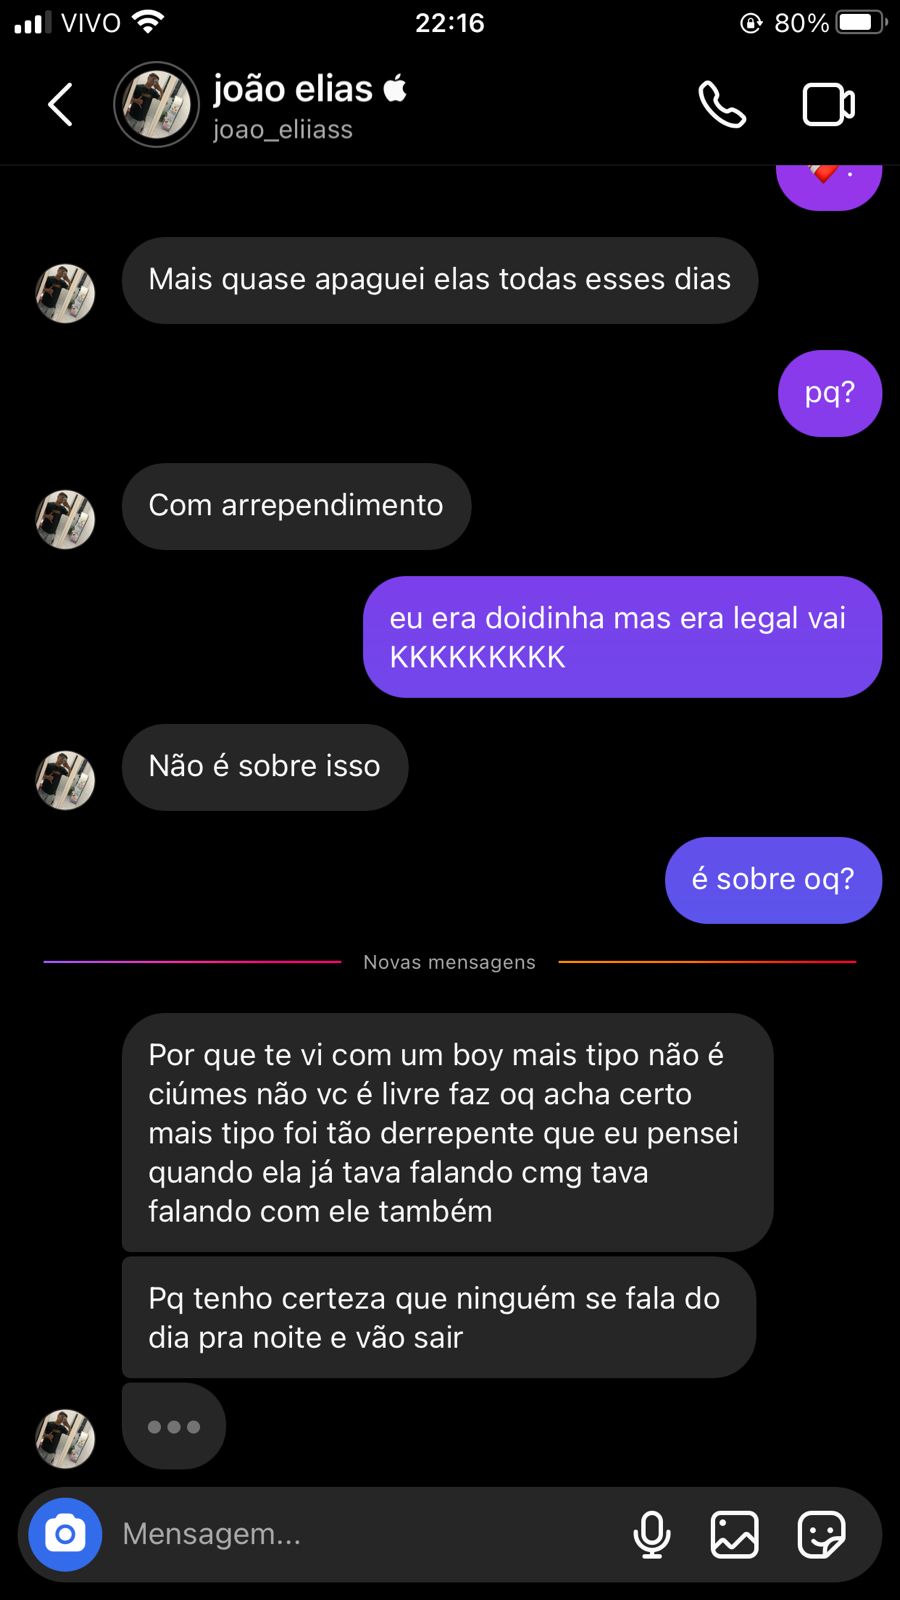 VIVO 22:16 80%
joão elias
joao_eliiass
.
Mais quase apaguei elas todas esses dias
pq?
Com arrependimento
eu era doidinha mas era legal vai
KKKKKKKKK
Não é sobre isso
é sobre oq?
Novas mensagens
Por que te vi com um boy mais tipo não é
ciúmes não vc é livre faz oq acha certo
mais tipo foi tão derrepente que eu pensei
quando ela já tava falando cmg tava
falando com ele também
Pq tenho certeza que ninguém se fala do
dia pra noite e vão sair
Mensagem...